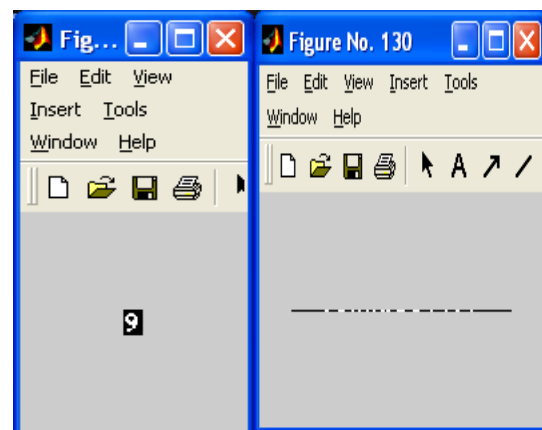 Fig...
File Edit View
Insert Tools
Window Help
9
Figure No. 130
File Edit View Insert Tools
Window Help
A